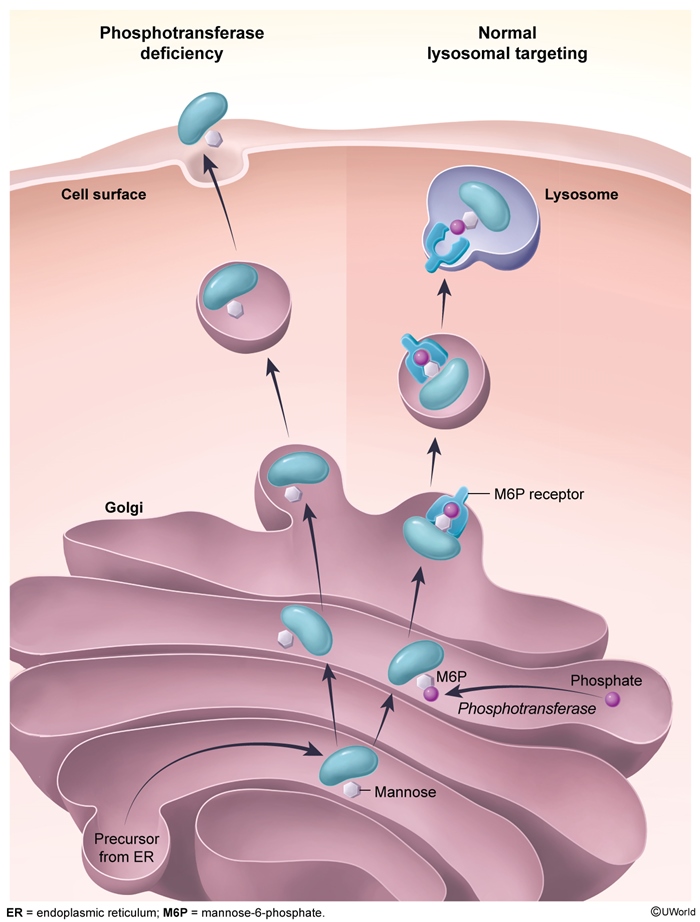 Phosphotransferase
deficiency
Normal
lysosomal targeting
Cell surface
Lysosome
M6P receptor
Golgi
M6P
Phosphate
Phosphotransferase
Mannose
Precursor
from ER
ER = endoplasmic reticulum; M6P = mannose-6-phosphate.
©UWorld